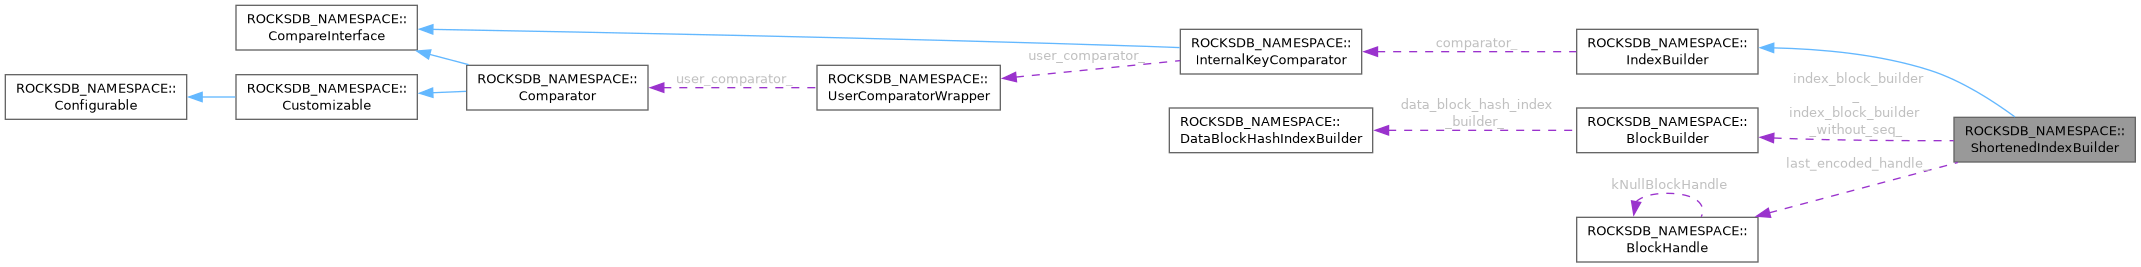 ROCKSDB_NAMESPACE::
CompareInterface
ROCKSDB_NAMESPACE::
Configurable
ROCKSDB_NAMESPACE::
Customizable
ROCKSDB_NAMESPACE::
Comparator
user_comparator_
ROCKSDB_NAMESPACE::
UserComparatorWrapper
user_comparator_
ROCKSDB_NAMESPACE::
InternalKeyComparator
comparator_
ROCKSDB_NAMESPACE::
IndexBuilder
ROCKSDB_NAMESPACE::
DataBlockHashIndexBuilder
data_block_hash_index
_builder_
ROCKSDB_NAMESPACE::
BlockBuilder
index_block_builder
_
index_block_builder
_without_seq_
last_encoded_handle_
kNullBlockHandle
ROCKSDB_NAMESPACE::
BlockHandle
ROCKSDB_NAMESPACE::
ShortenedIndexBuilder